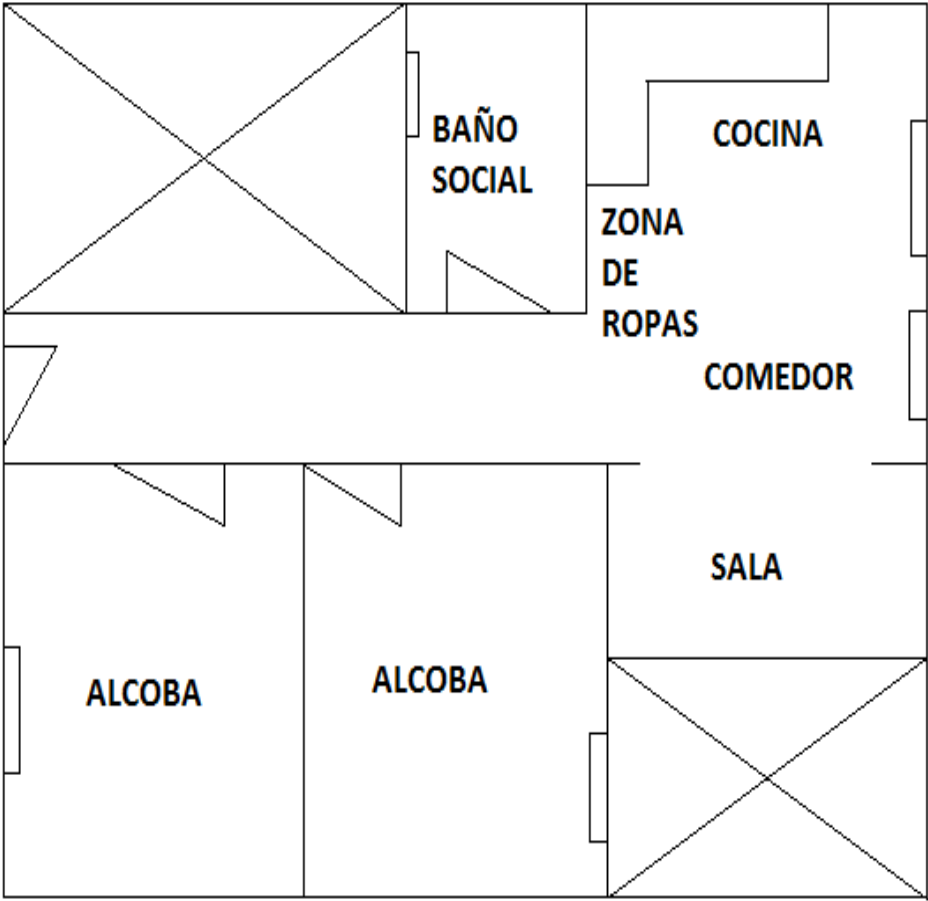 BAÑO
SOCIAL
COCINA
ZONA
DE
ROPAS
COMEDOR
SALA
ALCOBA
ALCOBA